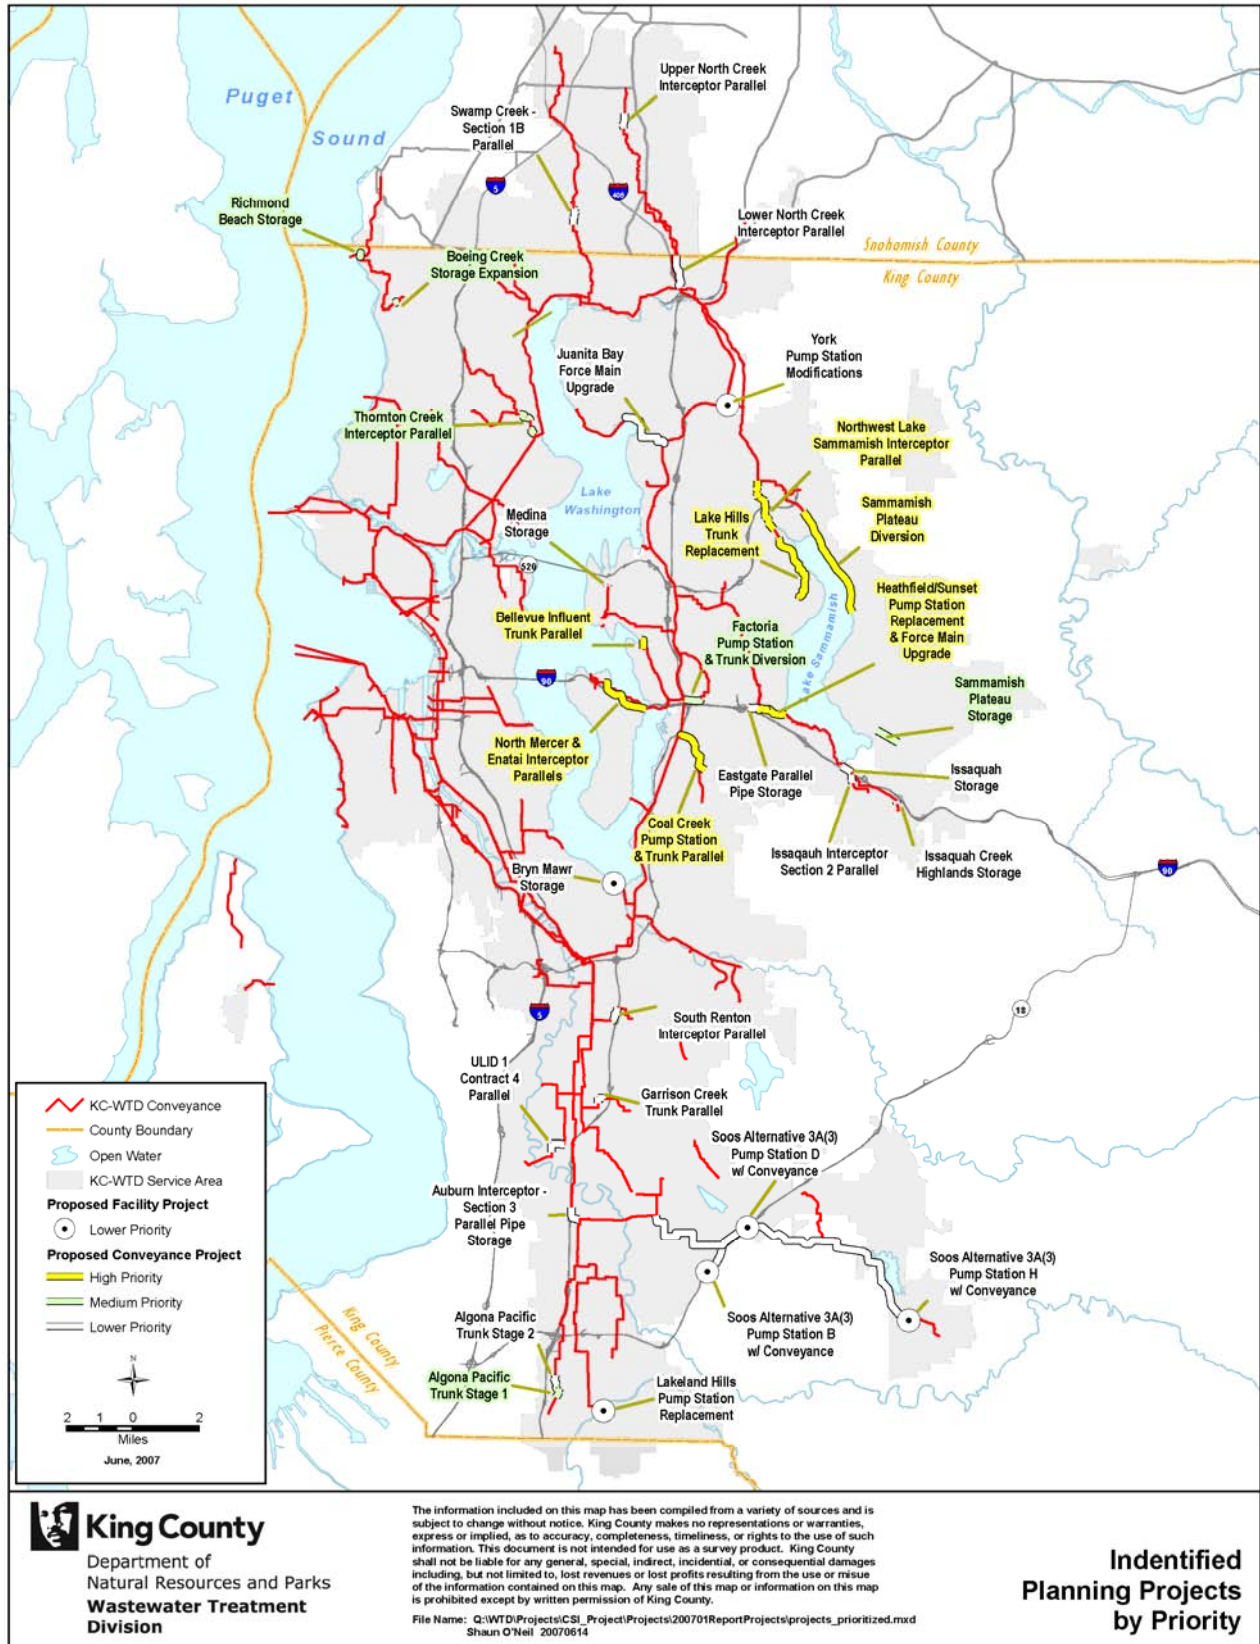 Puget
Sound
Upper North Creek
Interceptor Parallel
Swamp Creek -
Section 1B
Parallel
5
405
Richmond
Beach Storage
Lower North Creek
Interceptor Parallel
Snohomish County
King County
Boeing Creek
Storage Expansion
York
Pump Station
Modifications
Juanita Bay
Force Main
Upgrade
Thornton Creek
Interceptor Parallel
Northwest Lake
Sammamish Interceptor
Parallel
Lake
Washington
Medina
Storage
Lake Hills
Trunk
Replacement
Sammamish
Plateau
Diversion
520
Bellevue Influent
Trunk Parallel
Factoria
Pump Station
& Trunk Diversion
Heathfield/Sunset
Pump Station
Replacement
& Force Main
Upgrade
Lake Sammamish
90
Sammamish
Plateau
Storage
North Mercer &
Enatai Interceptor
Parallels
Eastgate Parallel
Pipe Storage
Issaquah
Storage
Coal Creek
Pump Station
& Trunk Parallel
Issaqauh Interceptor
Section 2 Parallel
Issaquah Creek
Highlands Storage
90
Bryn Mawr
Storage
18
5
South Renton
Interceptor Parallel
ULID 1
Contract 4
Parallel
Garrison Creek
Trunk Parallel
Soos Alternative 3A(3)
Pump Station D
w/ Conveyance
Auburn Interceptor -
Section 3
Parallel Pipe
Storage
Soos Alternative 3A(3)
Pump Station H
w/ Conveyance
Soos Alternative 3A(3)
Pump Station B
w/ Conveyance
Algona Pacific
Trunk Stage 2
Algona Pacific
Trunk Stage 1
Lakeland Hills
Pump Station
Replacement
King County
Pierce County
KC-WTD Conveyance
County Boundary
Open Water
KC-WTD Service Area
Proposed Facility Project
Lower Priority
Proposed Conveyance Project
High Priority
Medium Priority
Lower Priority
N
2 1 0 2
Miles
June, 2007
King County
Department of
Natural Resources and Parks
Wastewater Treatment
Division
The information included on this map has been compiled from a variety of sources and is
subject to change without notice. King County makes no representations or warranties,
express or implied, as to accuracy, completeness, timeliness, or rights to the use of such
information. This document is not intended for use as a survey product. King County
shall not be liable for any general, special, indirect, incidental, or consequential damages
including, but not limited to, lost revenues or lost profits resulting from the use or misue
of the information contained on this map. Any sale of this map or information on this map
is prohibited except by written permission of King County.
File Name: Q:\WTD\Projects\CSI_Project\Projects\200701ReportProjects\projects_prioritized.mxd
Shaun O'Neil 20070614
Indentified
Planning Projects
by Priority